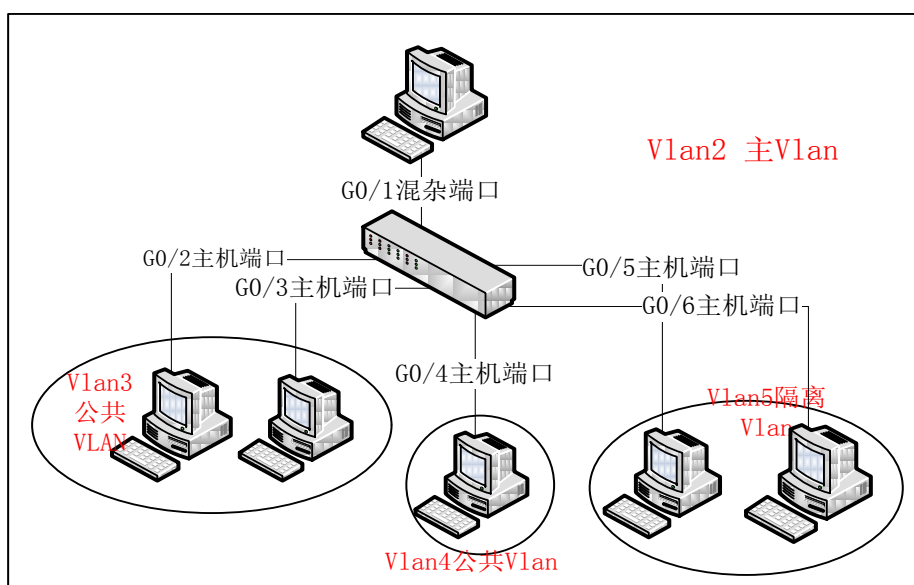 Vlan2 主Vlan
G0/1混杂端口
G0/2主机端口
G0/3主机端口
G0/5主机端口
G0/6主机端口
G0/4主机端口
Vlan3
公共
VLAN
Vlan5隔离
Vlan
Vlan4公共Vlan